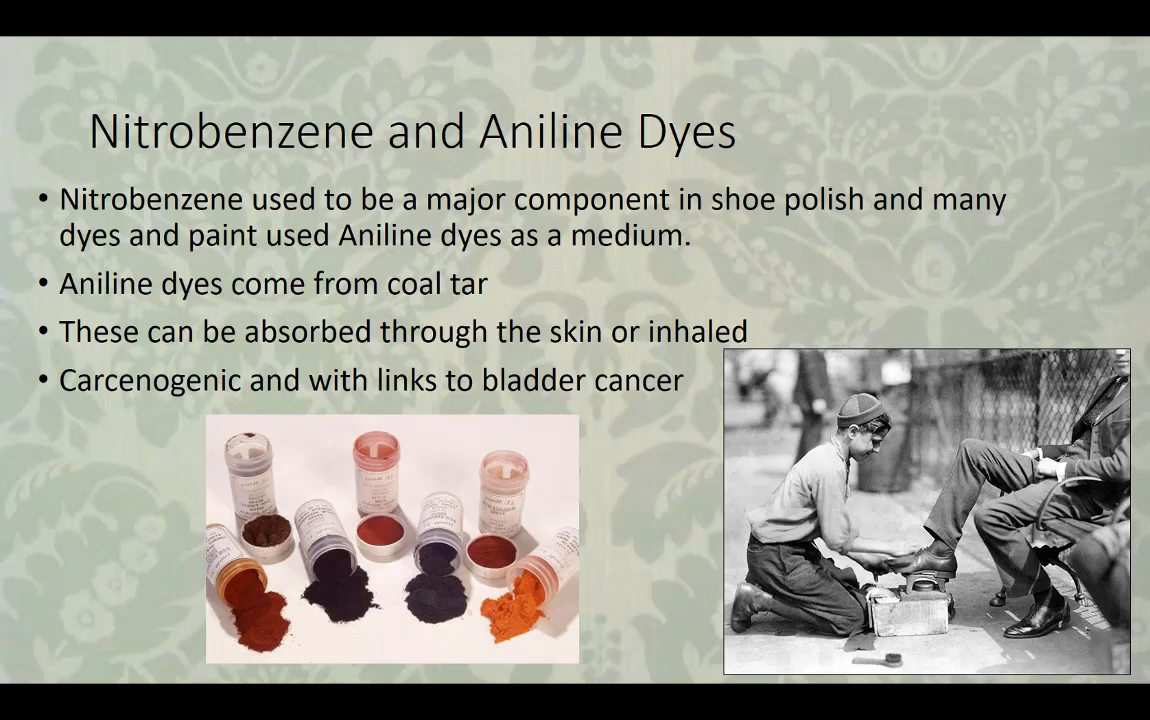 Nitrobenzene and Aniline Dyes
• Nitrobenzene used to be a major component in shoe polish and many
dyes and paint used Aniline dyes as a medium.
• Aniline dyes come from coal tar
• These can be absorbed through the skin or inhaled
• Carcenogenic and with links to bladder cancer